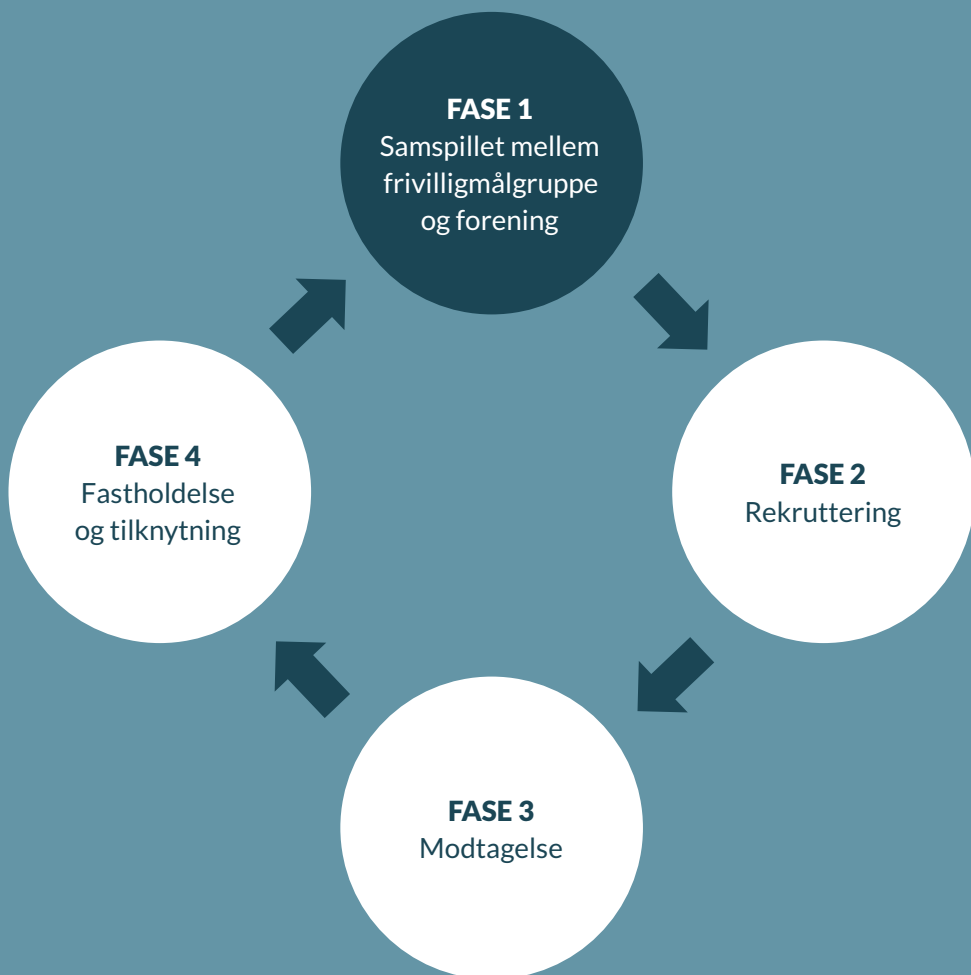 FASE 1
Samspillet mellem
frivilligmålgruppe
og forening
FASE 2
Rekruttering
FASE 3
Modtagelse
FASE 4
Fastholdelse
og tilknytning